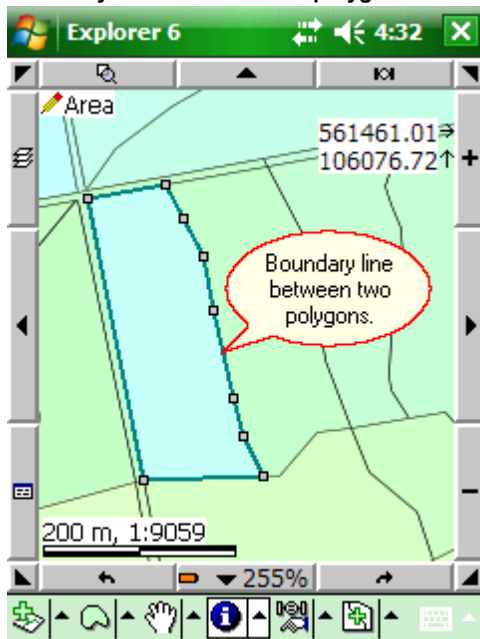 Explorer 6
4:32
Area
561461.01
106076.72
Boundary line
between two
polygons.
200 m, 1:9059
255%